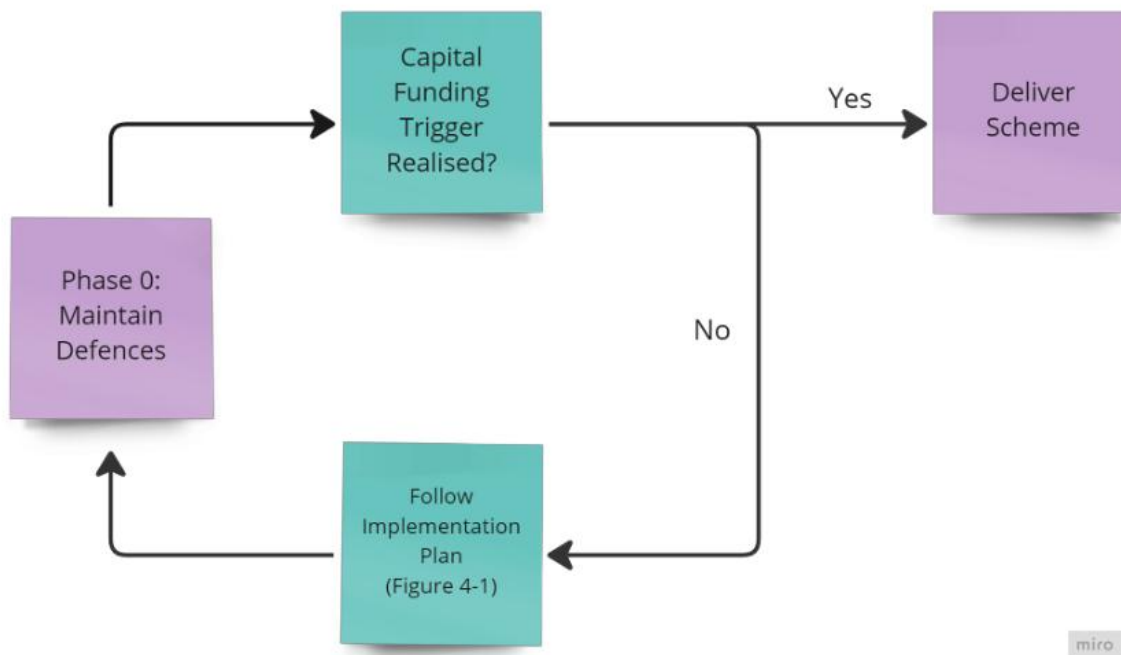 Capital
Funding
Trigger
Realised?
Yes
Deliver
Scheme
Phase 0:
Maintain
Defences
No
Follow
Implementation
Plan
(Figure 4-1)
miro